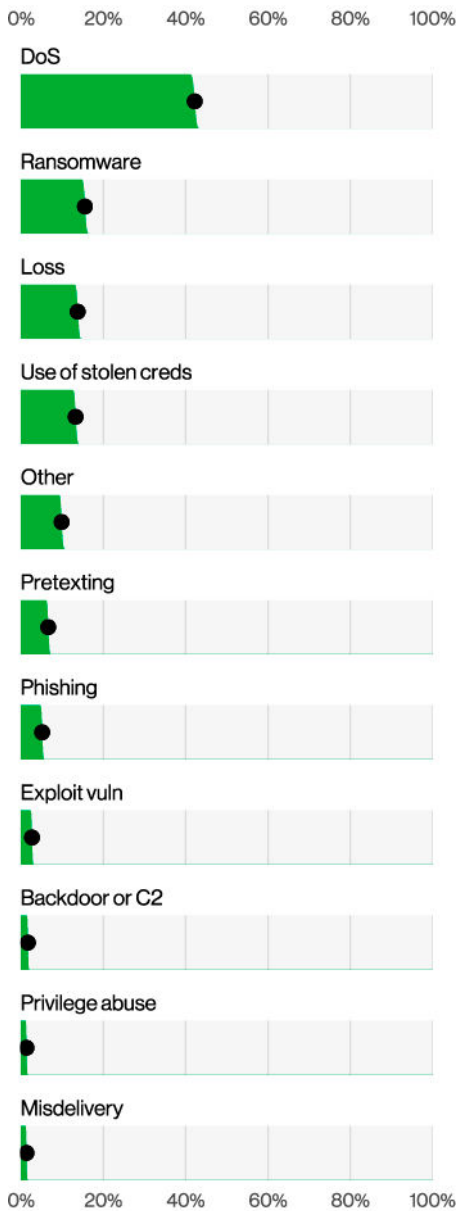 0% 20% 40% 60% 80% 100%
DoS
Ransomware
Loss
Use of stolen creds
Other
Pretexting
Phishing
Exploit vuln
Backdoor or C2
Privilege abuse
Misdelivery
0% 20% 40% 60% 80% 100%